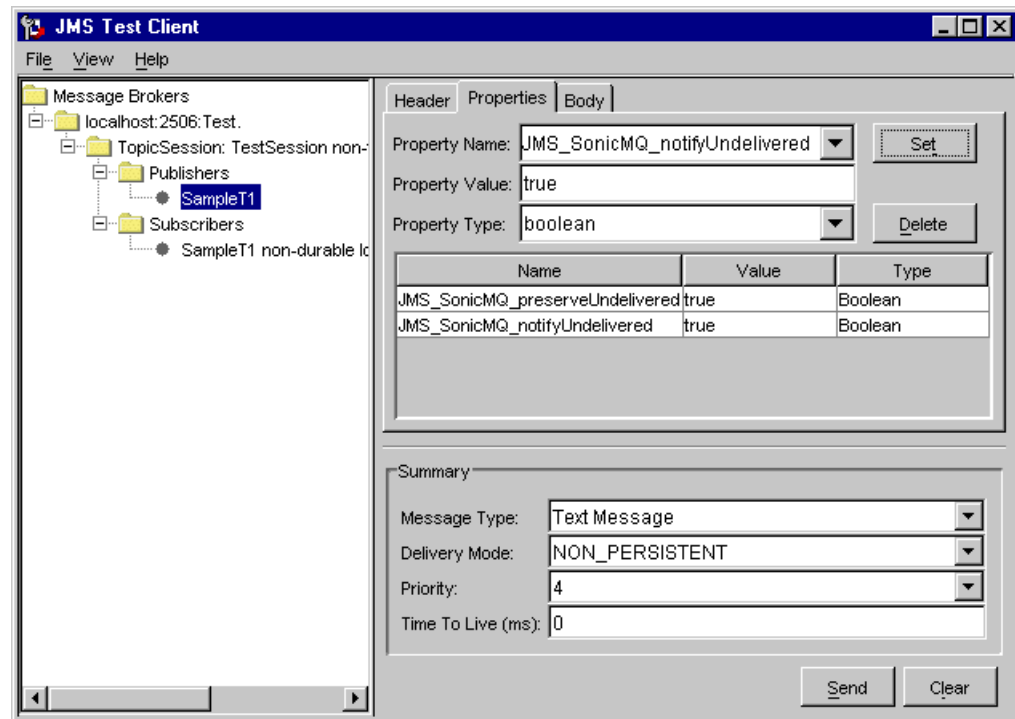 JMS Test Client
File View Help
Message Brokers
localhost:2506:Test.
TopicSession: TestSession non-
Publishers
SampleT1
Subscribers
SampleT1 non-durable
Header Properties Body
Property Name: JMS_SonicMQ_notifyUndelivered Set
Property Value: true
Property Type: boolean Delete
Name Value Type
JMS_SonicMQ_preserveUndelivered true Boolean
JMS_SonicMQ_notifyUndelivered true Boolean
Summary
Message Type: Text Message
Delivery Mode: NON_PERSISTENT
Priority: 4
Time To Live (ms): 0
Send Clear